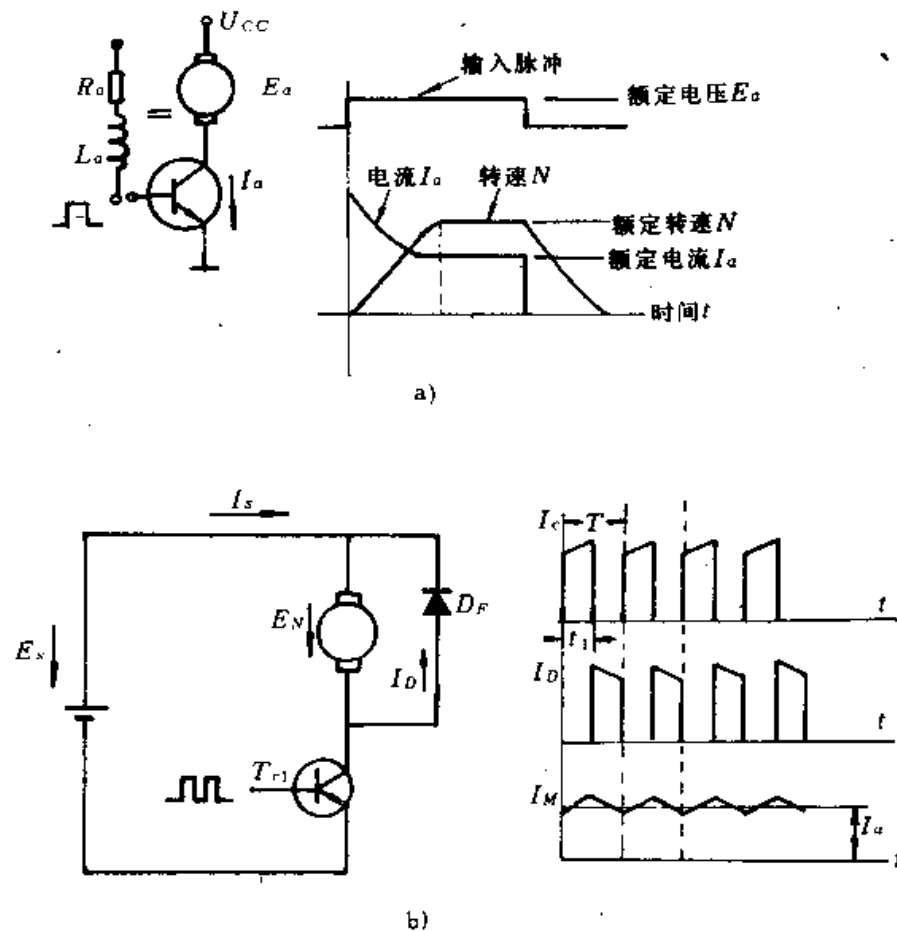 U_CC
R_a
E_a
L_a
I_a
输入脉冲
额定电压E_a
电流I_a
转速N
额定转速N
额定电流I_a
时间t
a)
I_s
E_s
E_N
D_F
I_D
T_r1
I_c
T
t
t_1
I_D
t
I_M
I_a
t
b)